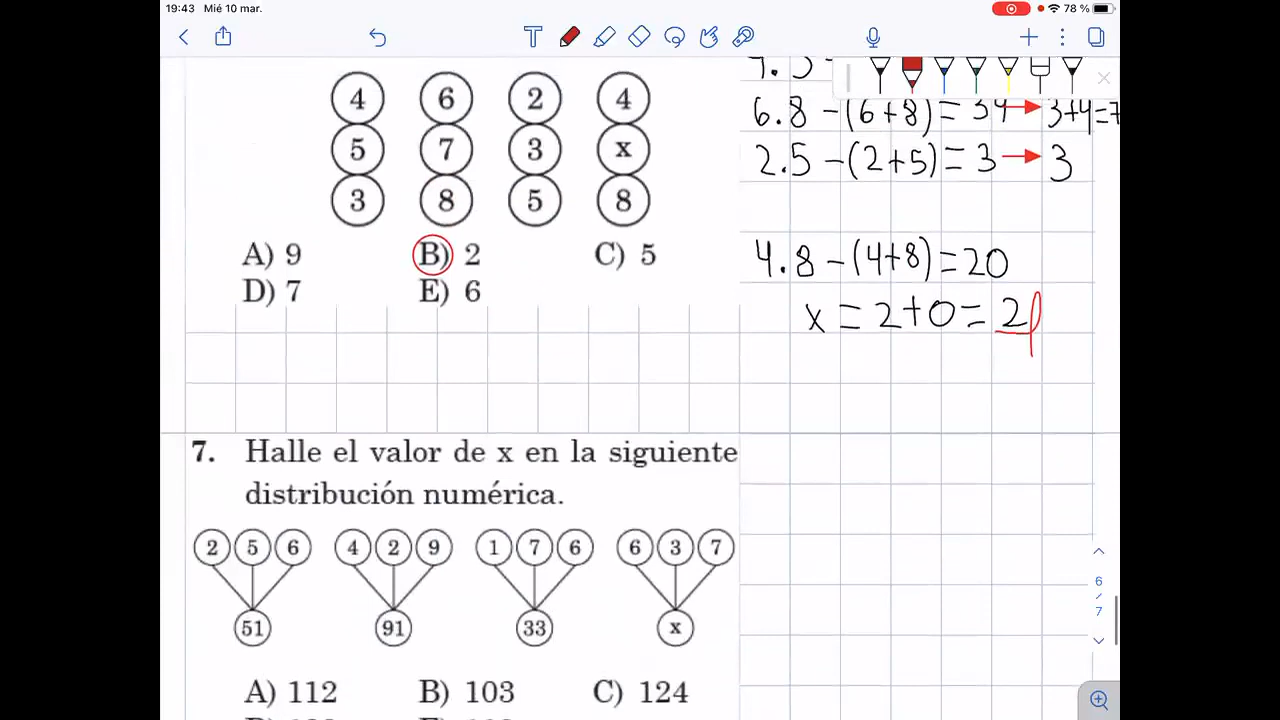 19:43 Mié 10 mar.
78 %
T
4 6 2 4
5 7 3 x
3 8 5 8
A) 9 B) 2 C) 5
D) 7 E) 6
6.8 -(6+8) = 34 → 3+4=7
2.5 -(2+5) = 3 → 3
4.8 -(4+8) = 20
x = 2+0 = 2
7. Halle el valor de x en la siguiente
distribución numérica.
2 5 6 4 2 9 1 7 6 6 3 7
51 91 33 x
A) 112 B) 103 C) 124
6
/
7